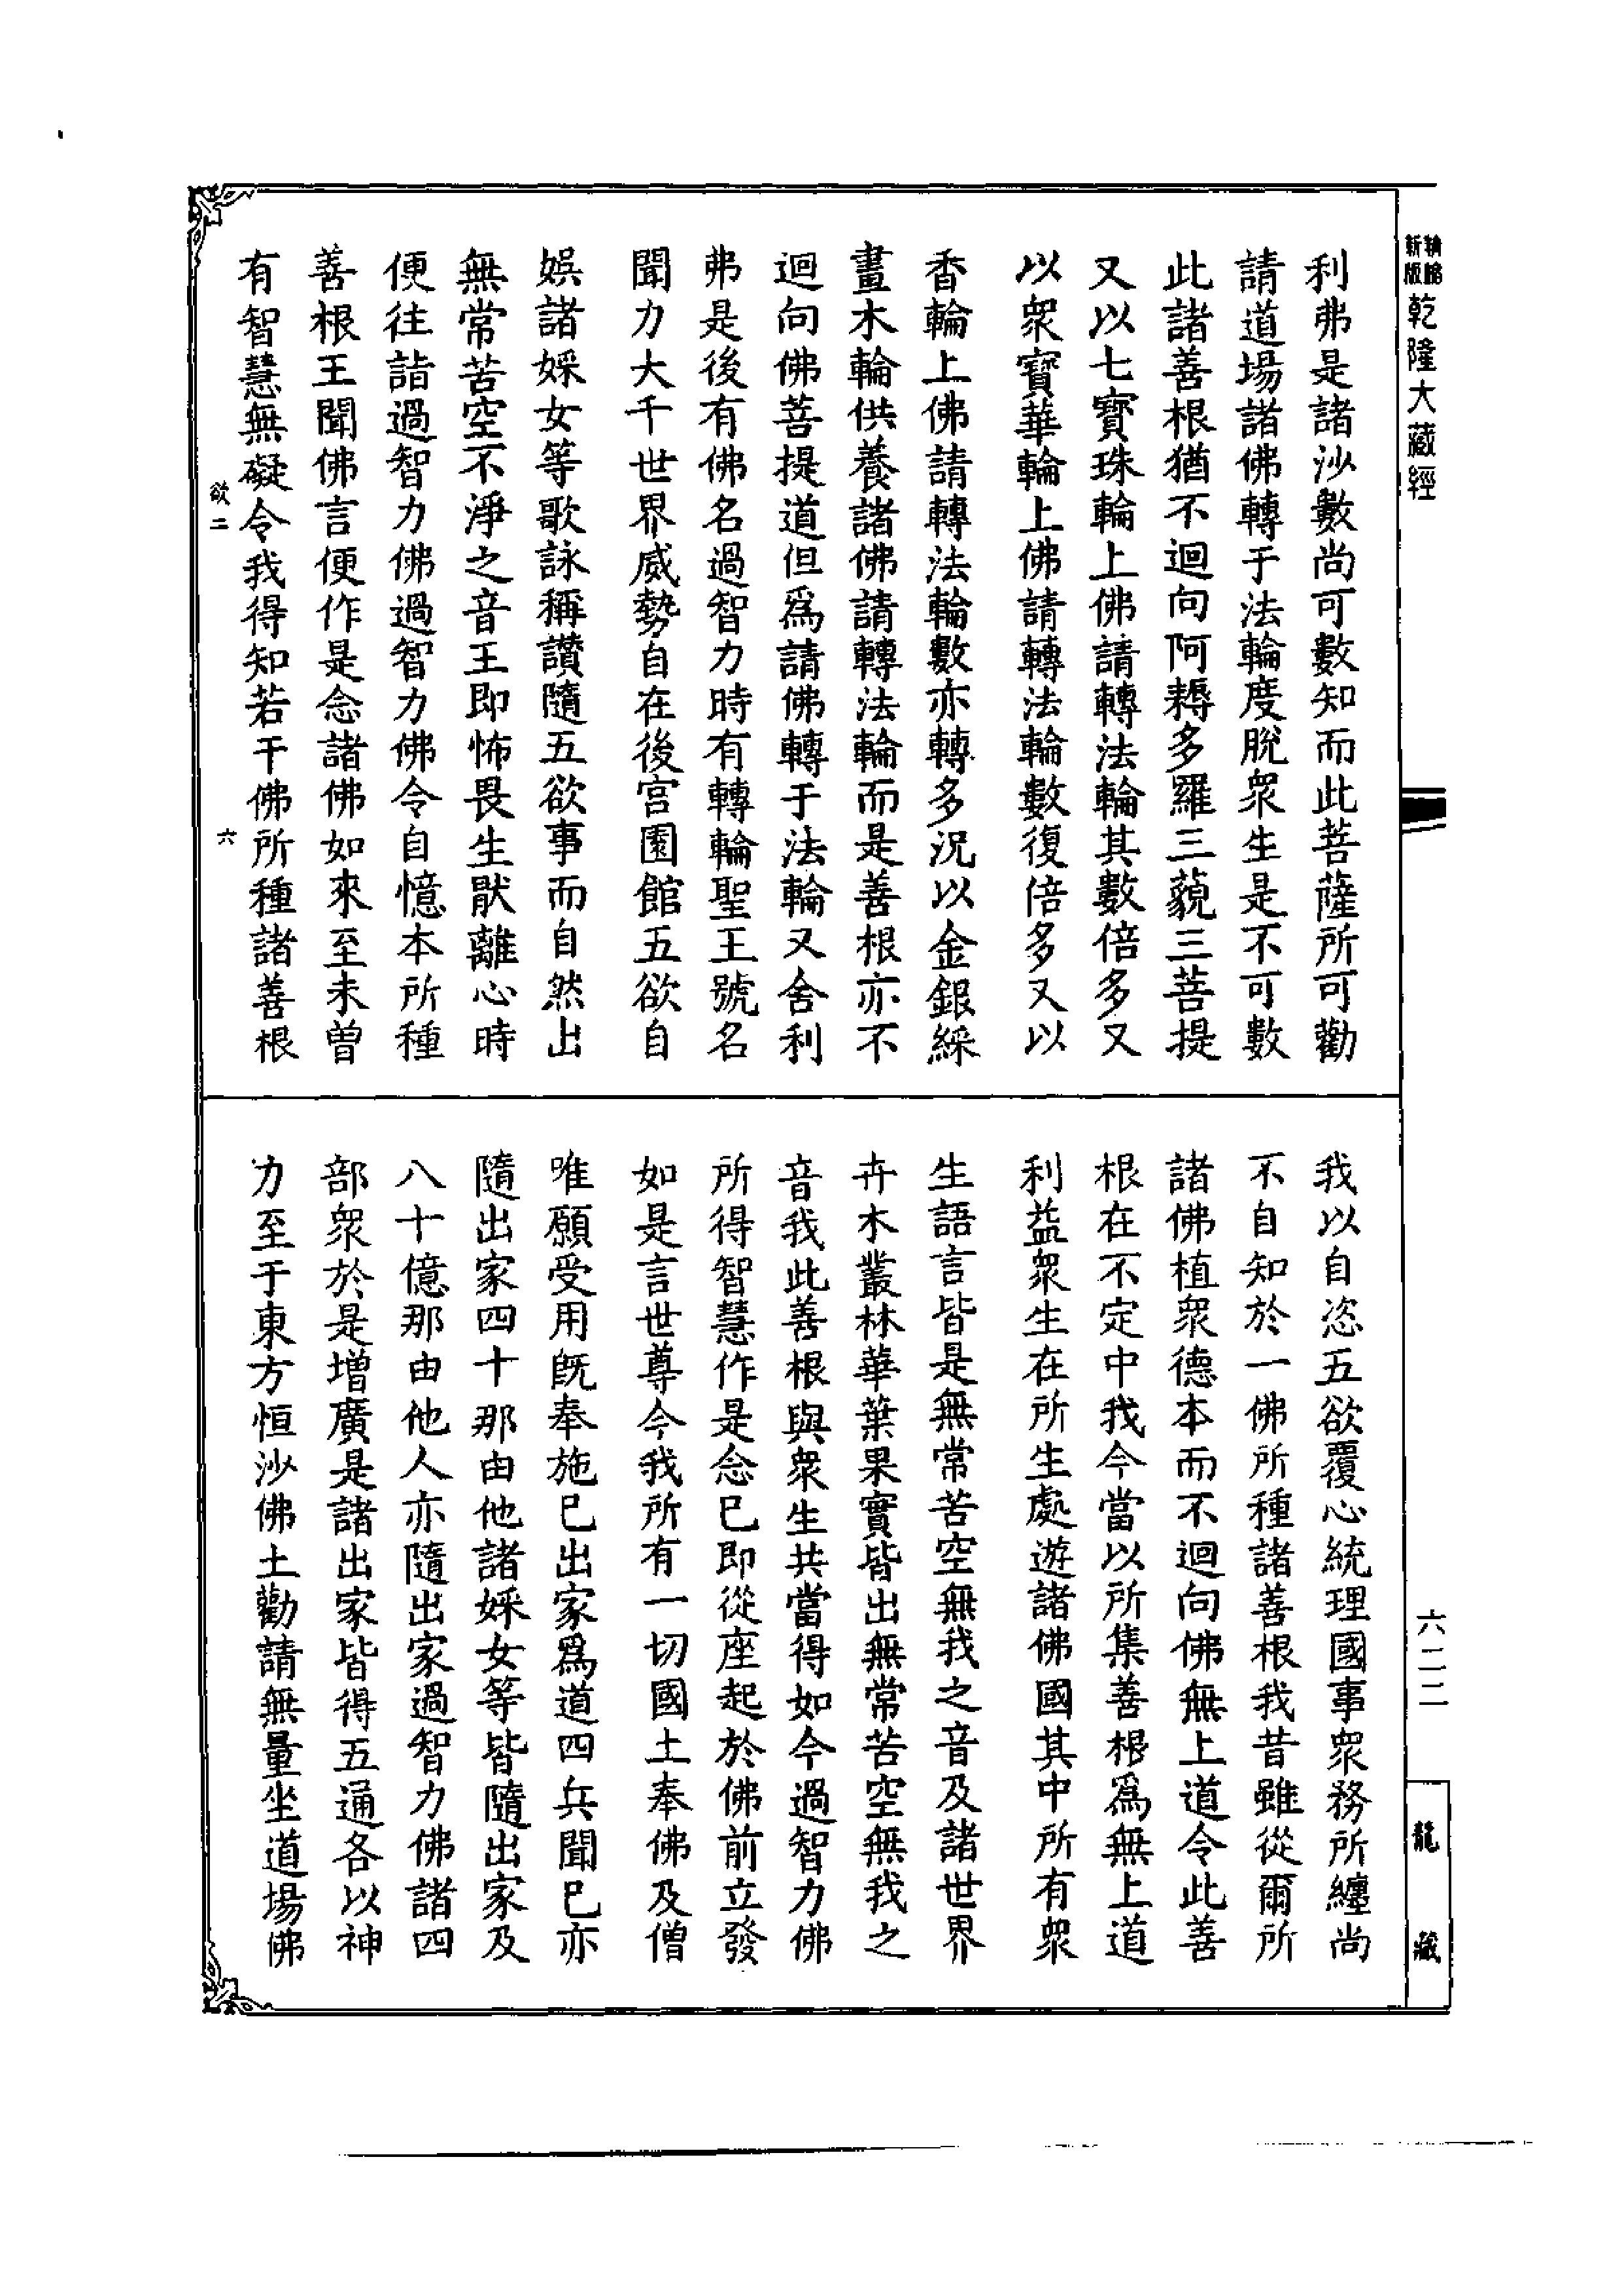 新版精縮乾隆大藏經
利弗是諸沙數尚可數知而此菩薩所可勸
請道場諸佛轉于法輪度脫衆生是不可數
此諸善根猶不迴向阿耨多羅三藐三菩提
又以七寶珠輪上佛請轉法輪其數倍多又
以衆寶華輪上佛請轉法輪數復倍多又以
香輪上佛請轉法輪數亦轉多況以金銀綵
畫木輪供養諸佛請轉法輪而是善根亦不
迴向佛菩提道但爲請佛轉于法輪又舍利
弗是後有佛名過智力時有轉輪聖王號名
聞力大千世界威勢自在後宮園館五欲自
娛諸婇女等歌詠稱讚隨五欲事而自然出
無常苦空不淨之音王即怖畏生猒離心時
便往詣過智力佛過智力佛令自憶本所種
善根王聞佛言便作是念諸佛如來至未曾
有智慧無礙令我得知若干佛所種諸善根
欲二
六
我以自恣五欲覆心統理國事衆務所纏尚
不自知於一佛所種諸善根我昔雖從爾所
諸佛植衆德本而不迴向佛無上道令此善
根在不定中我今當以所集善根爲無上道
利益衆生在所生處遊諸佛國其中所有衆
生語言皆是無常苦空無我之音及諸世界
卉木叢林華葉果實皆出無常苦空無我之
音我此善根與衆生共當得如今過智力佛
所得智慧作是念已即從座起於佛前立發
如是言世尊今我所有一切國土奉佛及僧
唯願受用旣奉施已出家爲道四兵聞已亦
隨出家四十那由他諸婇女等皆隨出家及
八十億那由他人亦隨出家過智力佛諸四
部衆於是增廣是諸出家皆得五通各以神
力至于東方恒沙佛土勸請無量坐道場佛
六二二
龍藏